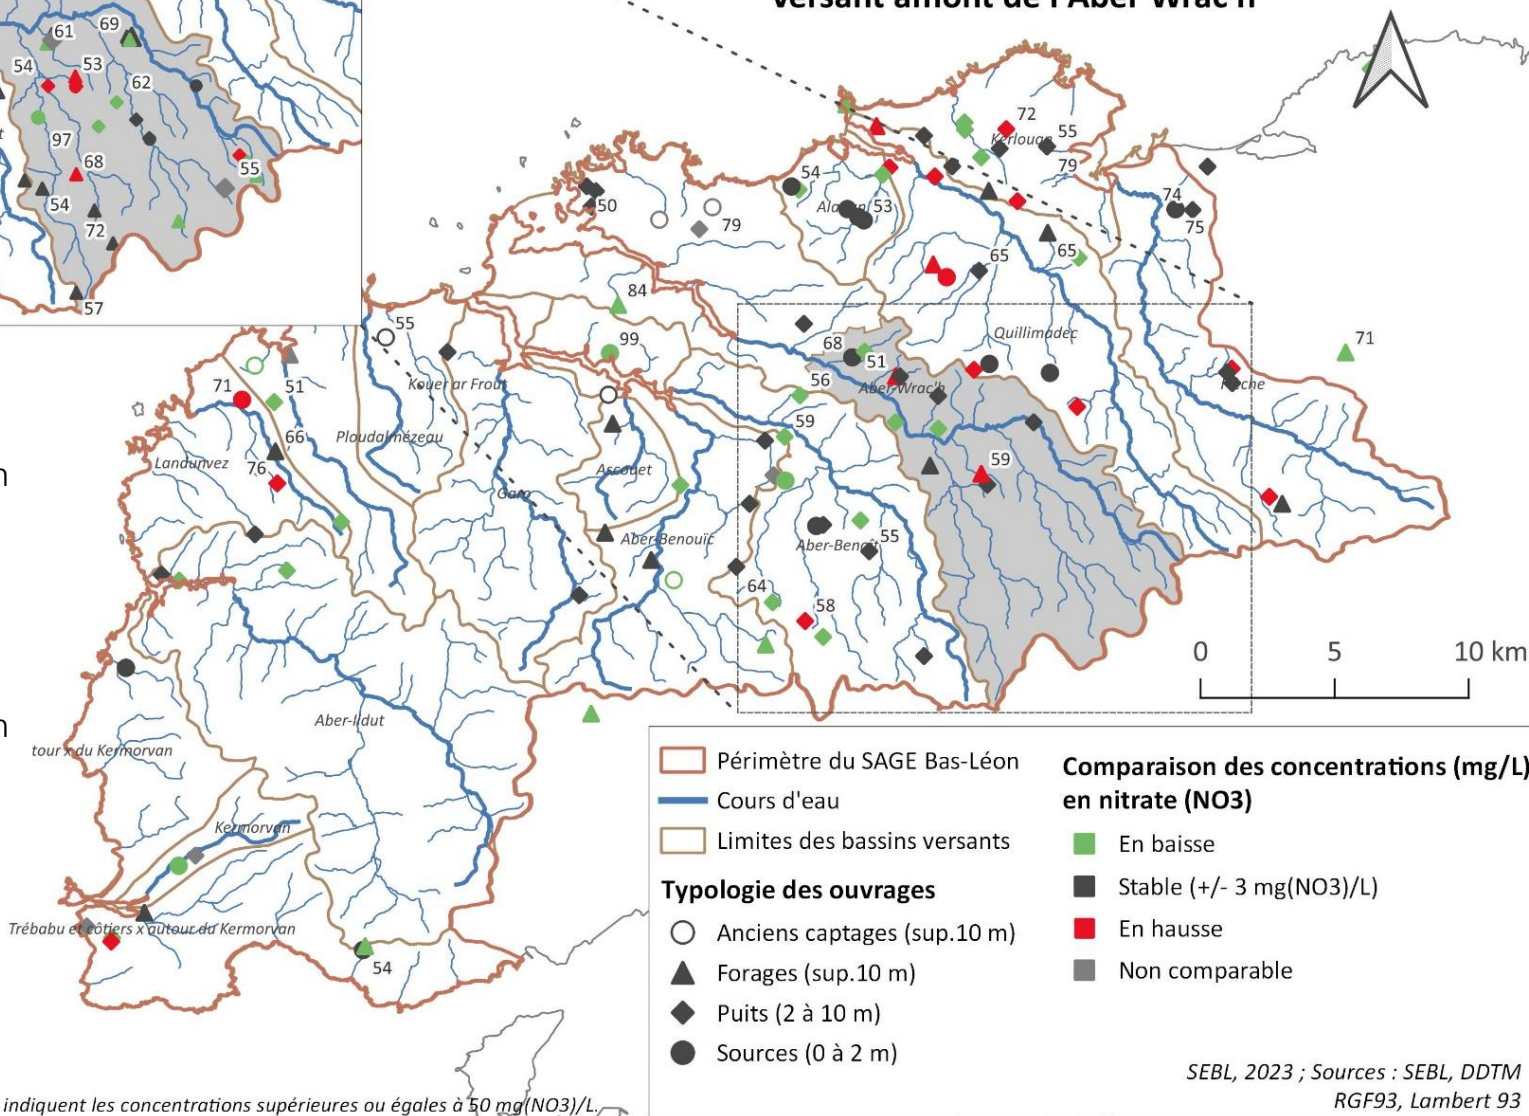 versant amont de l'Aber Wrac'h
61
69
54
53
62
97
68
55
54
72
57
72
Kerlouan
55
79
54
53
50
79
74
75
65
65
84
99
55
Kouer ar Frout
71
51
Ploudalmézeau
66
Landunvez
76
68
51
Aber-Wrac'h
56
59
Quillimadec
71
Flèche
Ascouet
Garo
Aber-Benouïc
59
Aber-Benoît
55
64
58
Aber-Ildut
Kermorvan
54
0 5 10 km
Périmètre du SAGE Bas-Léon
Cours d'eau
Limites des bassins versants
Typologie des ouvrages
Anciens captages (sup.10 m)
Forages (sup.10 m)
Puits (2 à 10 m)
Sources (0 à 2 m)
Comparaison des concentrations (mg/L)
en nitrate (NO3)
En baisse
Stable (+/- 3 mg(NO3)/L)
En hausse
Non comparable
tour x du Kermorvan
Trébabu et côtiers x autour du Kermorvan
SEBL, 2023 ; Sources : SEBL, DDTM
RGF93, Lambert 93
indiquent les concentrations supérieures ou égales à 50 mg(NO3)/L.